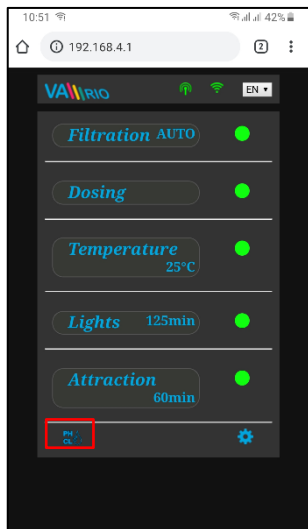 10:51 42%
192.168.4.1 2
VA RIO EN
Filtration AUTO
Dosing
Temperature
25°C
Lights 125min
Attraction
60min
PH
CL